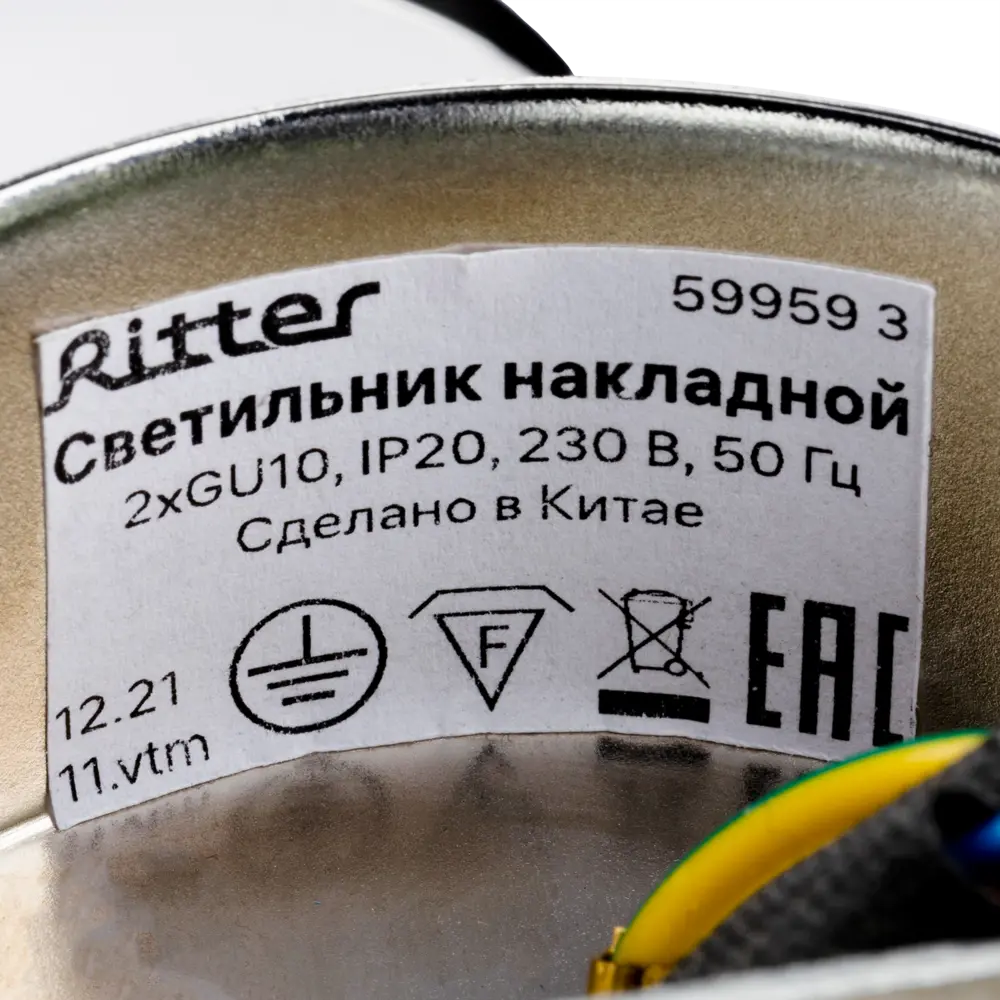 Ritter
59959 3
Светильник накладной
2xGU10, IP20, 230 В, 50 Гц
Сделано в Китае
F
EAC
12.21
11.vtm